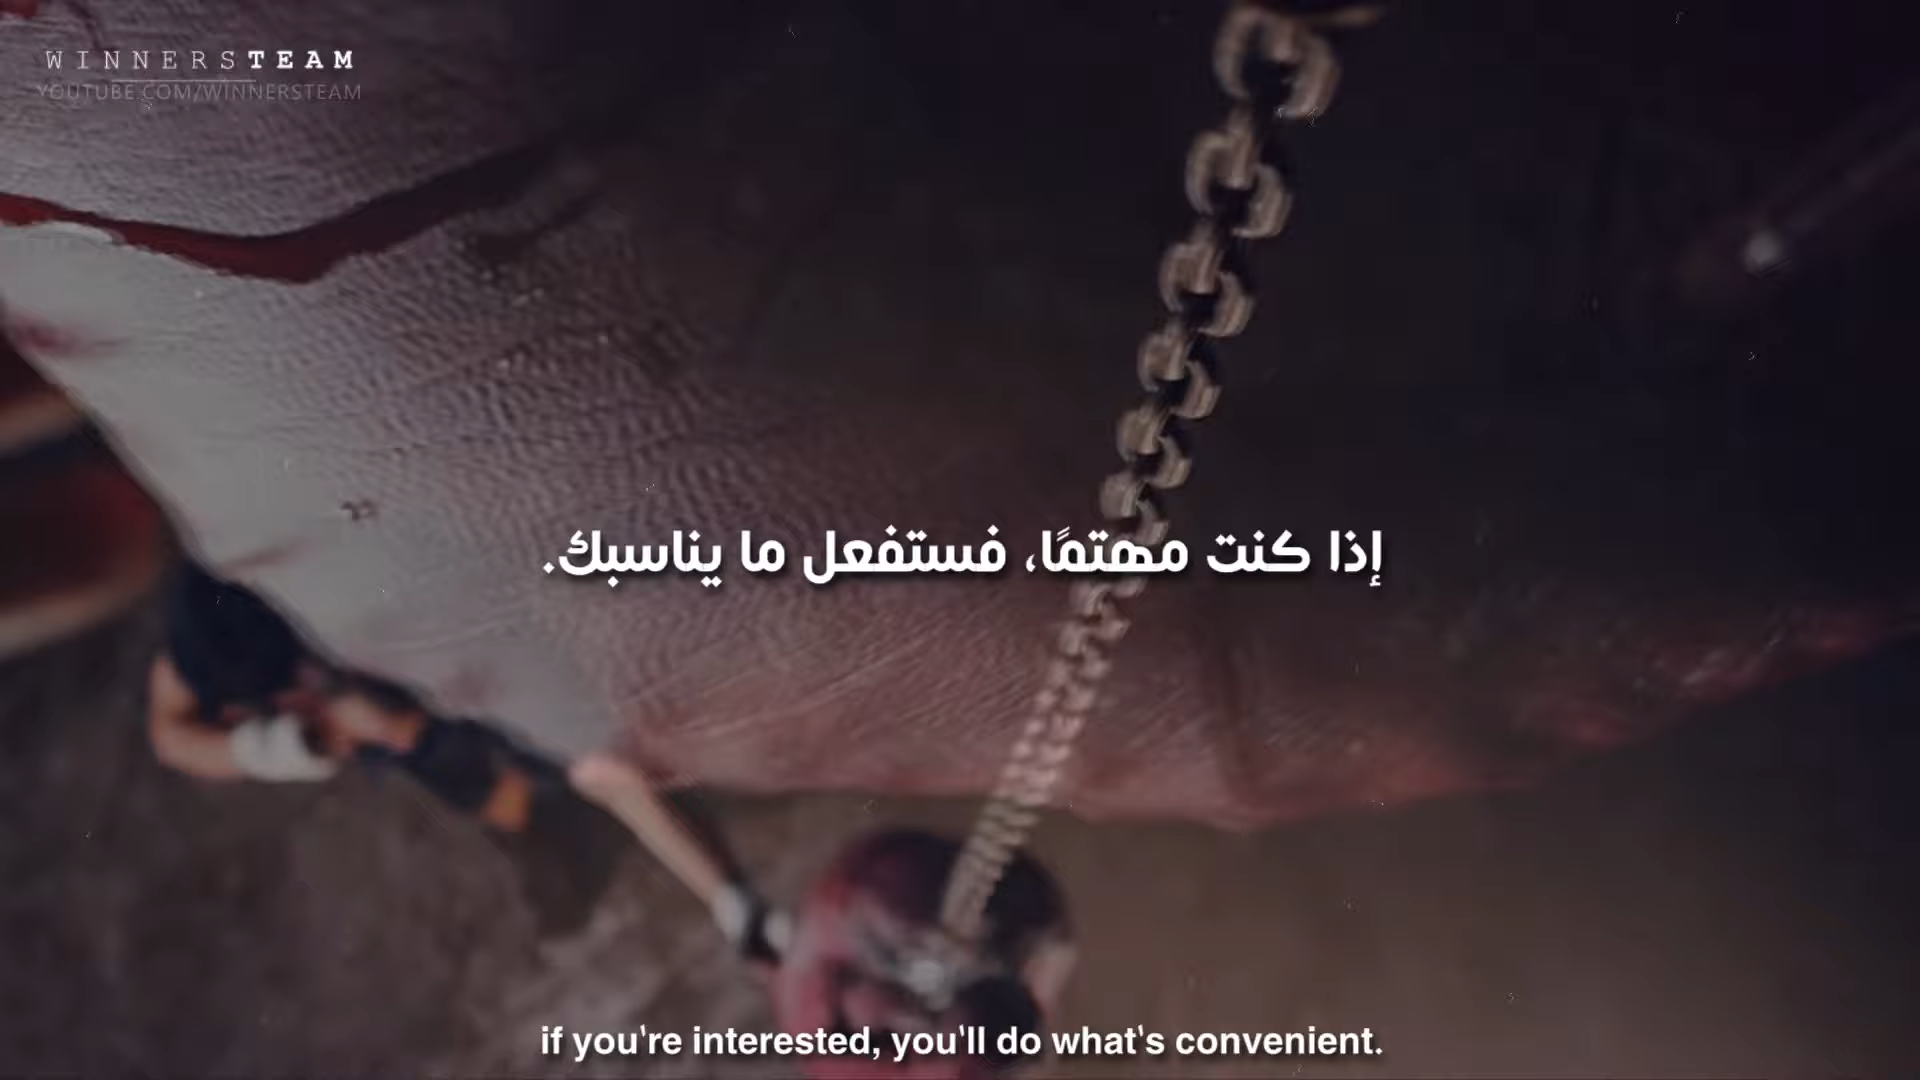 WINNERSTEAM
YOUTUBE.COM/WINNERSTEAM
إذا كنت مهتمًا، فستفعل ما يناسبك.
if you're interested, you'll do what's convenient.